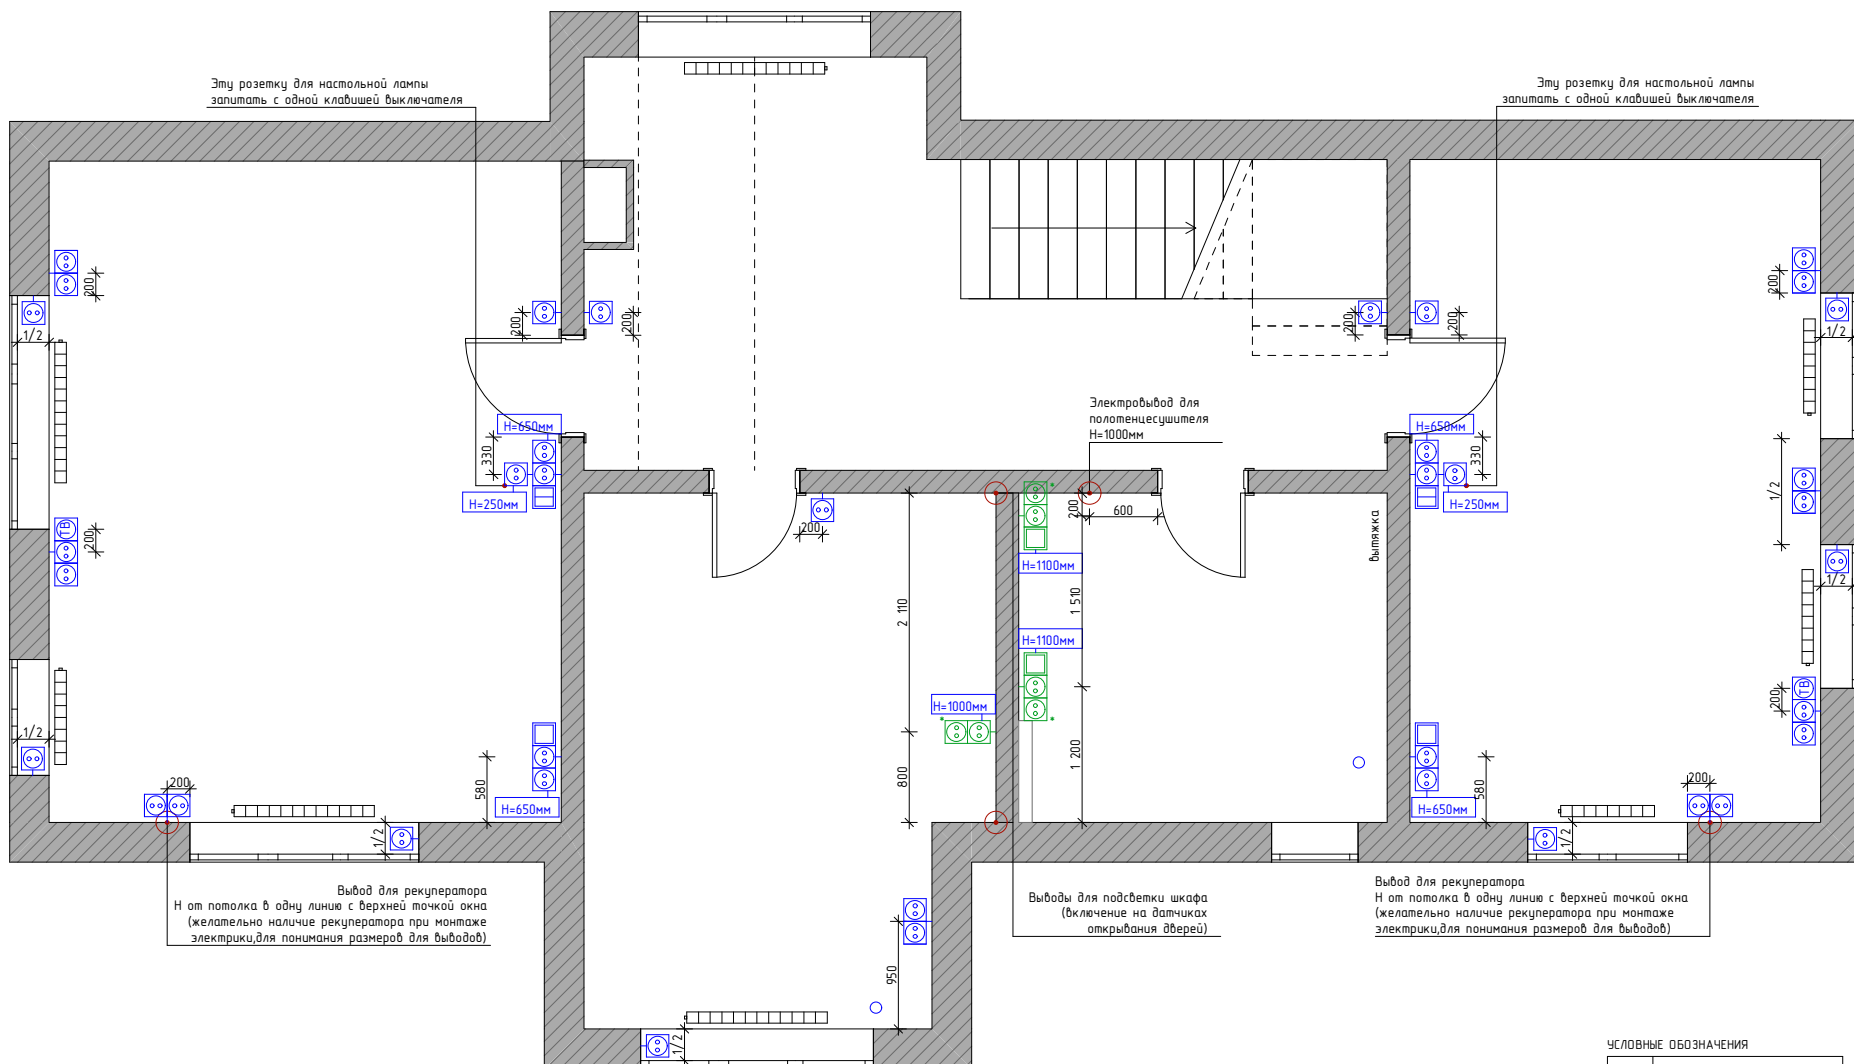 Эту розетку для настольной лампы
запитать с одной клавишей выключателя
Эту розетку для настольной лампы
запитать с одной клавишей выключателя
200
1/2
200
200
200
200
200
1/2
H=650мм
330
H=250мм
ТВ
200
Электровывод для
полотенцесушителя
H=1000мм
H=650мм
330
H=250мм
1/2
200
*
200
600
вытяжка
H=1100мм
2 110
1 510
H=1100мм
1/2
H=1000мм
*
*
1 200
800
1/2
580
H=650мм
200
1/2
ТВ
200
580
H=650мм
200
1/2
Вывод для рекуператора
Н от потолка в одну линию с верхней точкой окна
(желательно наличие рекуператора при монтаже
электрики,для понимания размеров для выводов)
950
1/2
Выводы для подсветки шкафа
(включение на датчиках
открывания дверей)
Вывод для рекуператора
Н от потолка в одну линию с верхней точкой окна
(желательно наличие рекуператора при монтаже
электрики,для понимания размеров для выводов)
УСЛОВНЫЕ ОБОЗНАЧЕНИЯ